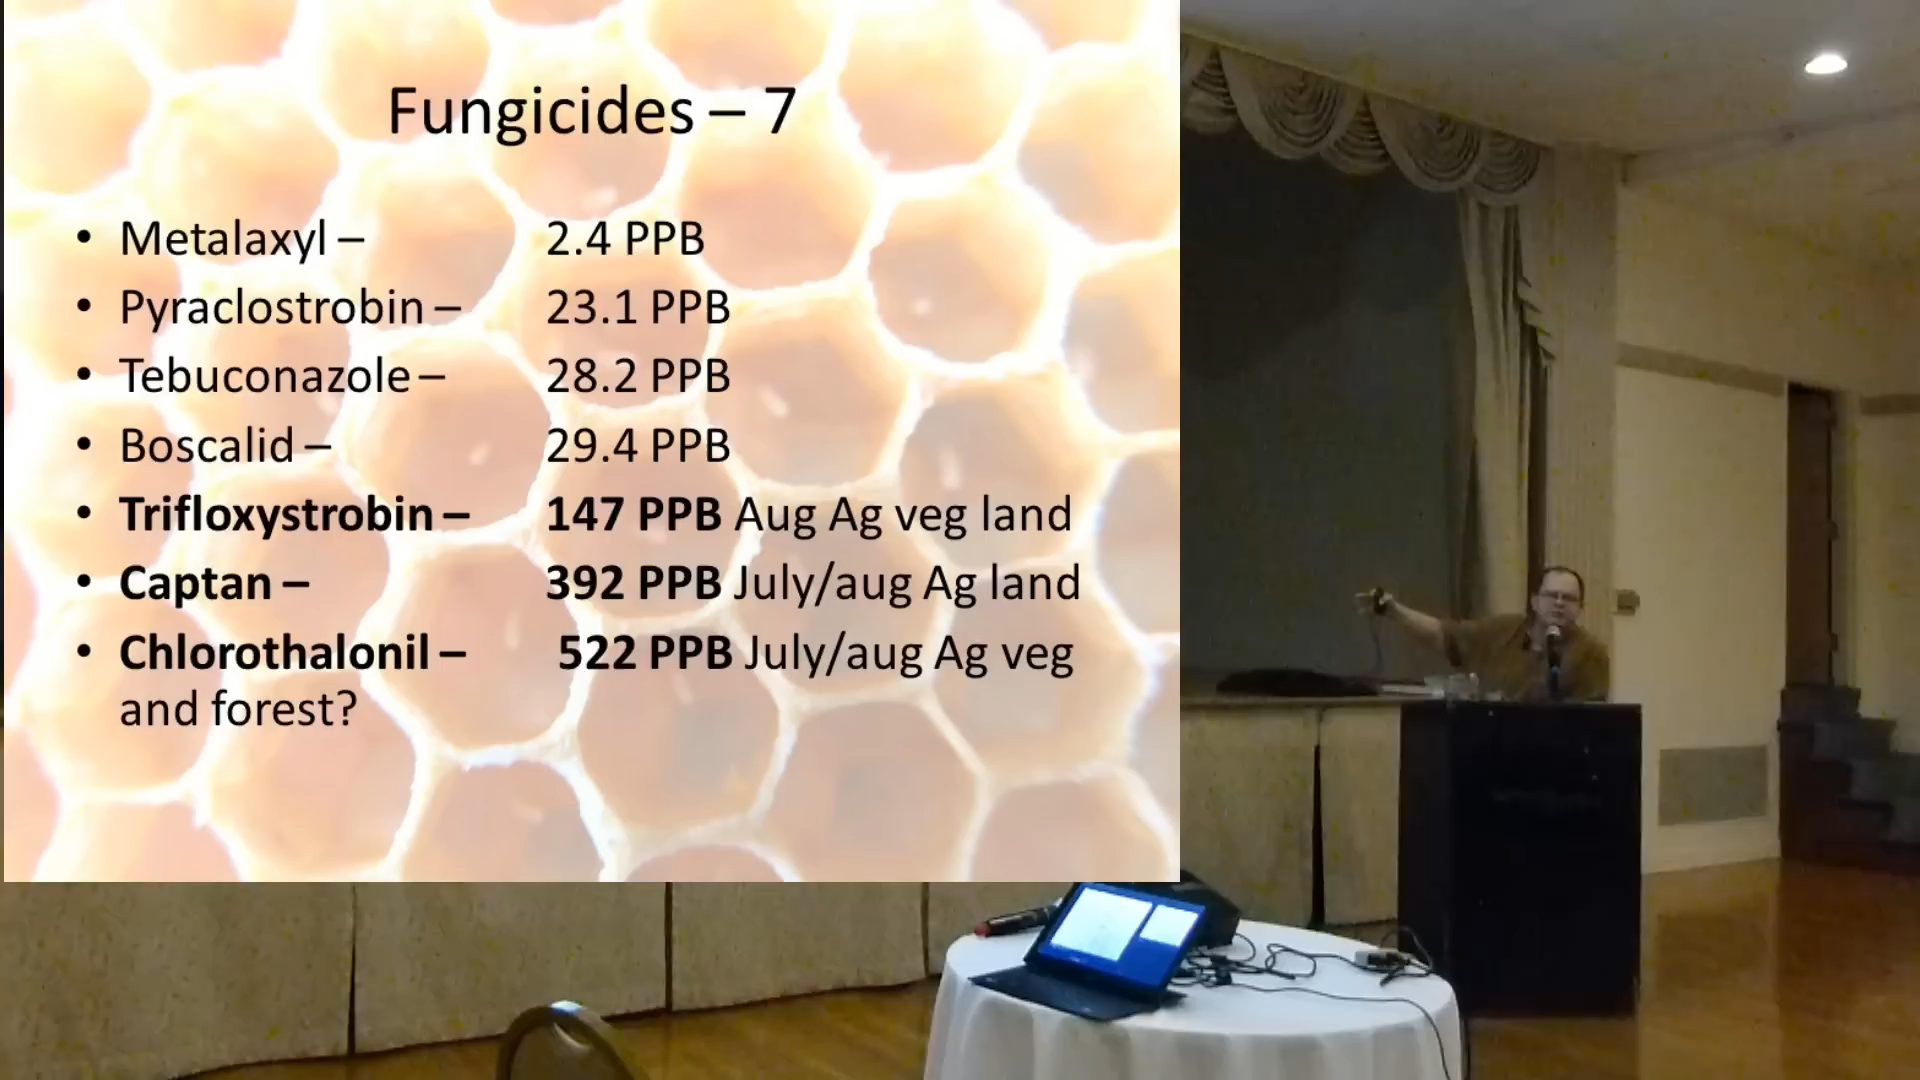 Fungicides – 7
• Metalaxyl – 2.4 PPB
• Pyraclostrobin – 23.1 PPB
• Tebuconazole – 28.2 PPB
• Boscalid – 29.4 PPB
• Trifloxystrobin – 147 PPB Aug Ag veg land
• Captan – 392 PPB July/aug Ag land
• Chlorothalonil – 522 PPB July/aug Ag veg
and forest?